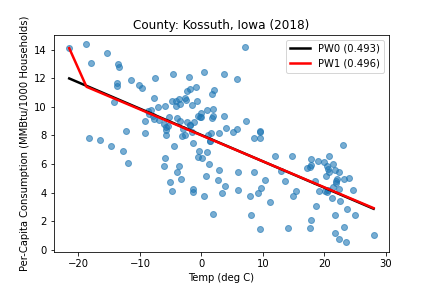 County: Kossuth, Iowa (2018)
PW0 (0.493)
PW1 (0.496)
Per-Capita Consumption (MMBtu/1000 Households)
14
12
10
8
6
4
2
0
−20
−10
0
10
20
30
Temp (deg C)